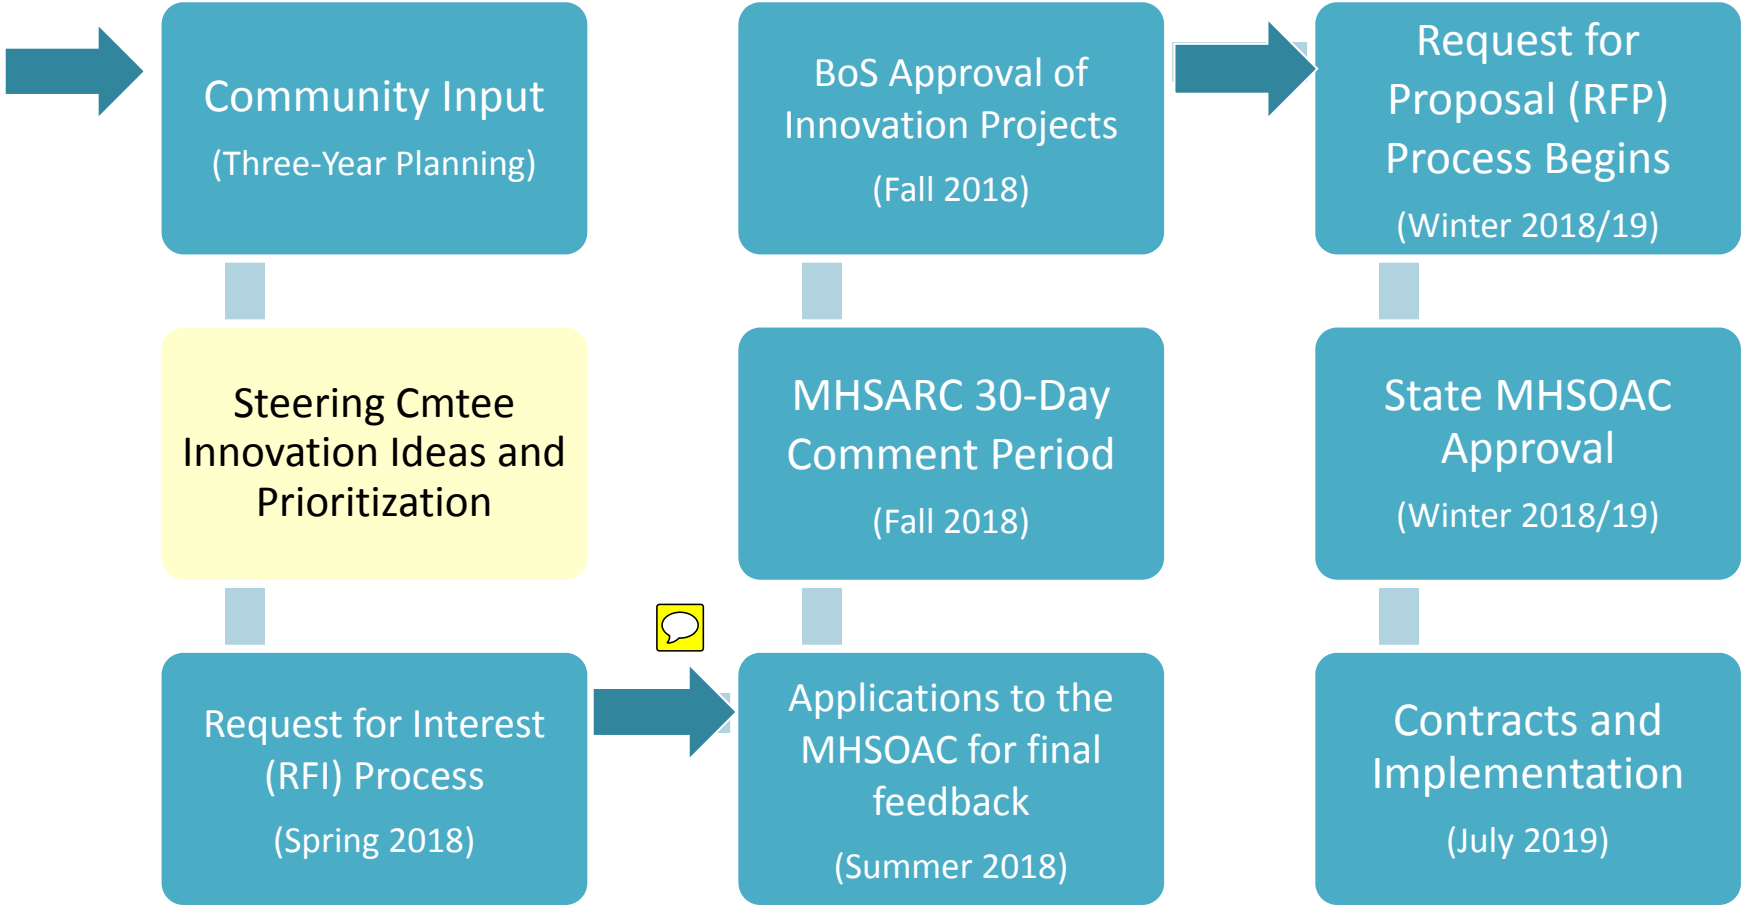 Community Input
(Three-Year Planning)
Steering Cmtee
Innovation Ideas and
Prioritization
Request for Interest
(RFI) Process
(Spring 2018)
Applications to the
MHSOAC for final
feedback
(Summer 2018)
MHSARC 30-Day
Comment Period
(Fall 2018)
BoS Approval of
Innovation Projects
(Fall 2018)
Request for
Proposal (RFP)
Process Begins
(Winter 2018/19)
State MHSOAC
Approval
(Winter 2018/19)
Contracts and
Implementation
(July 2019)